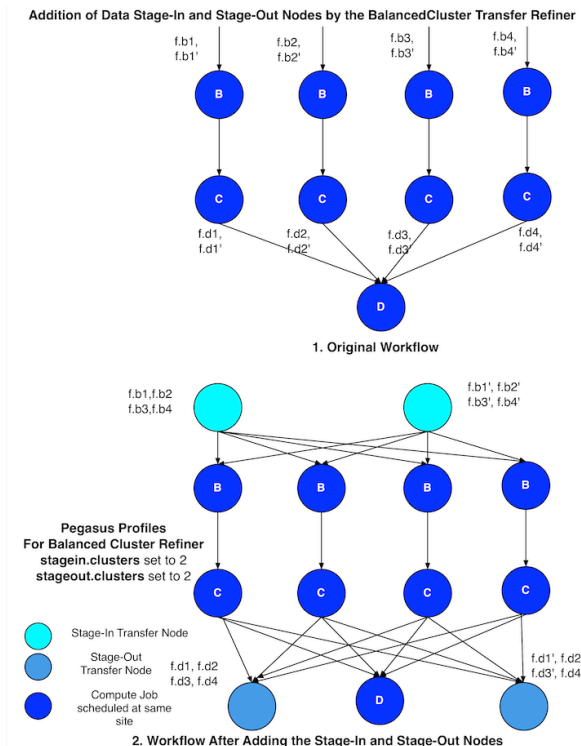 Addition of Data Stage-In and Stage-Out Nodes by the BalancedCluster Transfer Refiner
f.b1,
f.b1'
f.b2,
f.b2'
f.b3,
f.b3'
f.b4,
f.b4'
B
B
B
B
C
C
C
C
f.d1,
f.d1'
f.d2,
f.d2'
f.d3,
f.d3'
f.d4,
f.d4'
D
1. Original Workflow
f.b1,f.b2
f.b3,f.b4
f.b1', f.b2'
f.b3', f.b4'
B
B
B
B
Pegasus Profiles
For Balanced Cluster Refiner
stagein.clusters set to 2
stageout.clusters set to 2
C
C
C
C
Stage-In Transfer Node
Stage-Out
Transfer Node
Compute Job
scheduled at same
site
f.d1, f.d2
f.d3, f.d4
D
f.d1', f.d2
f.d3', f.d4
2. Workflow After Adding the Stage-In and Stage-Out Nodes